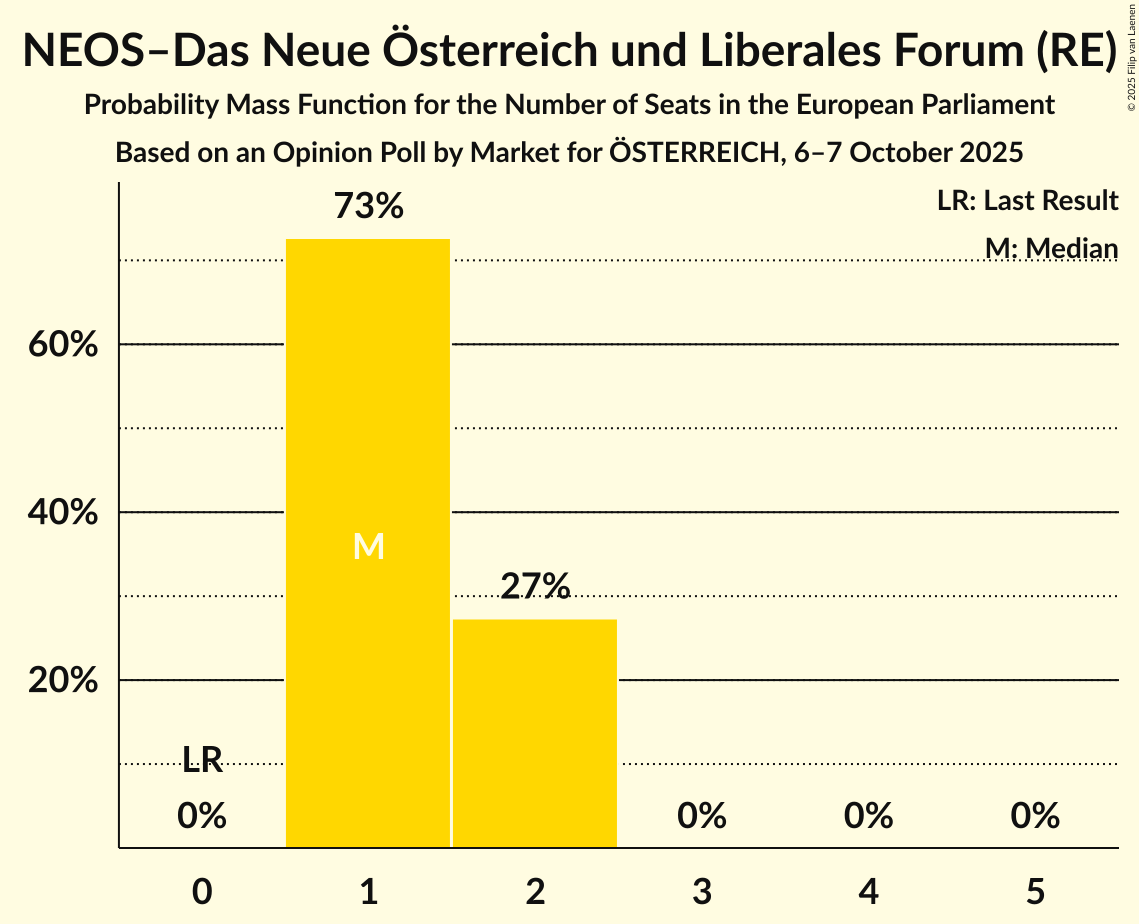 NEOS–Das Neue Österreich und Liberales Forum (RE)
Probability Mass Function for the Number of Seats in the European Parliament
Based on an Opinion Poll by Market for ÖSTERREICH, 6–7 October 2025
© 2025 Filip van Laenen
LR: Last Result
M: Median
73%
60%
40%
M
27%
20%
LR
0%
0%
0%
0%
0 1 2 3 4 5